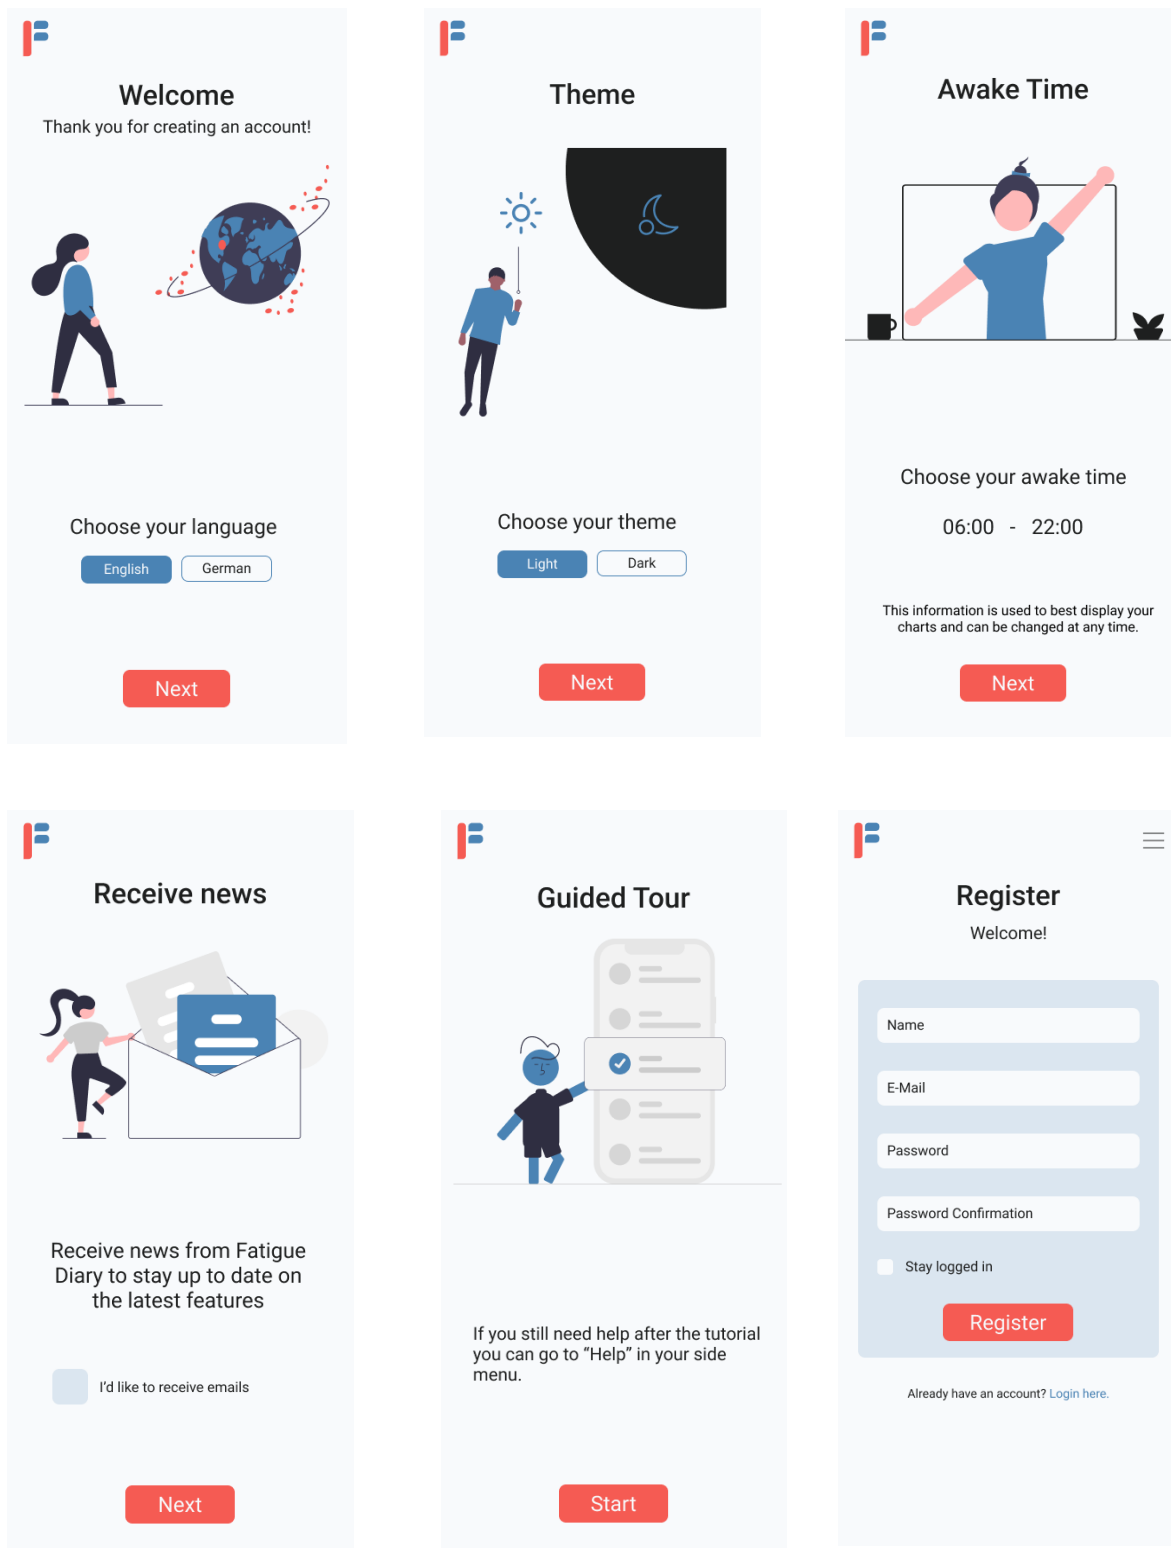 Welcome
Thank you for creating an account!
Choose your language
English
German
Next
Theme
Choose your theme
Light
Dark
Next
Awake Time
Choose your awake time
06:00 - 22:00
This information is used to best display your
charts and can be changed at any time.
Next
Receive news
Receive news from Fatigue
Diary to stay up to date on
the latest features
I'd like to receive emails
Next
Guided Tour
If you still need help after the tutorial
you can go to “Help” in your side
menu.
Start
Register
Welcome!
Name
E-Mail
Password
Password Confirmation
Stay logged in
Register
Already have an account? Login here.